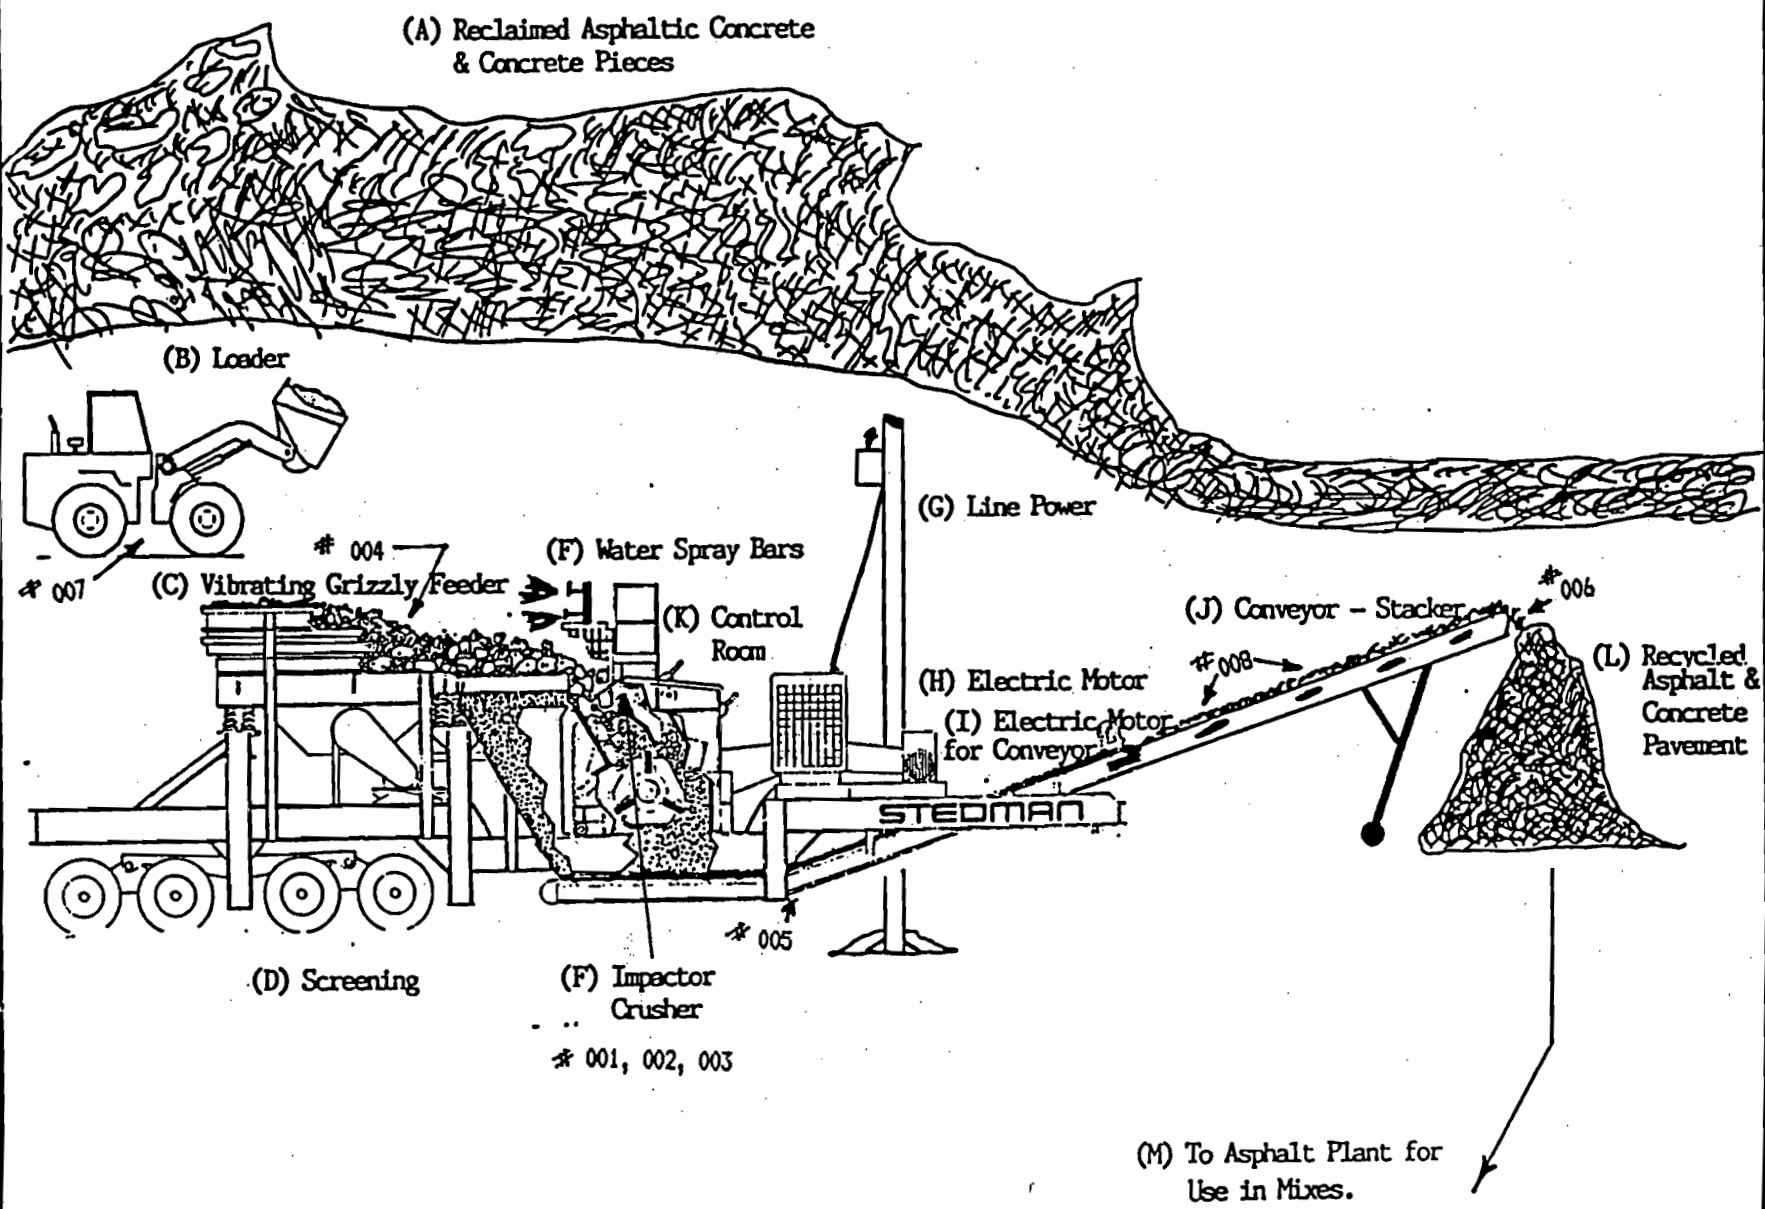 (A) Reclaimed Asphaltic Concrete
& Concrete Pieces
(B) Loader
(G) Line Power
# 004
(F) Water Spray Bars
# 007
(C) Vibrating Grizzly Feeder
(K) Control
Room
(J) Conveyor - Stacker
# 006
# 008
(L) Recycled
Asphalt &
Concrete
Pavement
(H) Electric Motor
(I) Electric Motor
for Conveyor
STEDMAN
# 005
(D) Screening
(F) Impactor
Crusher
# 001, 002, 003
(M) To Asphalt Plant for
Use in Mixes.